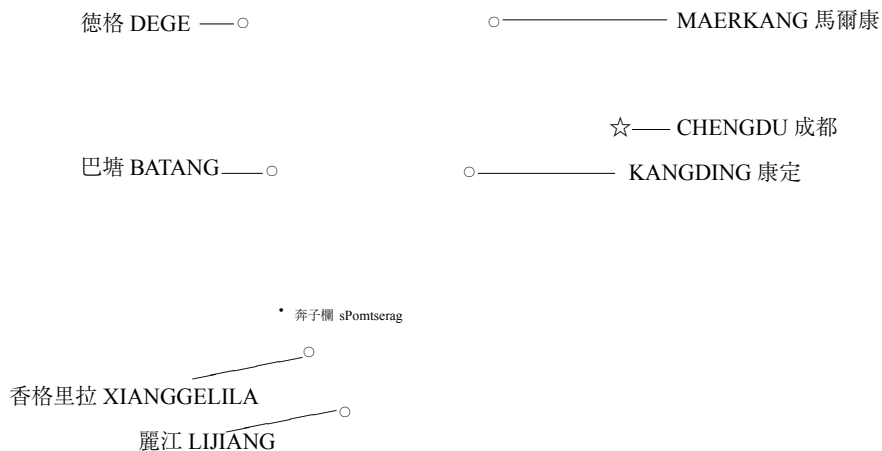 徳格 DEGE
MAERKANG 馬爾康
CHENGDU 成都
巴塘 BATANG
KANGDING 康定
奔子欄 sPomtserag
香格里拉 XIANGGELILA
麗江 LIJIANG